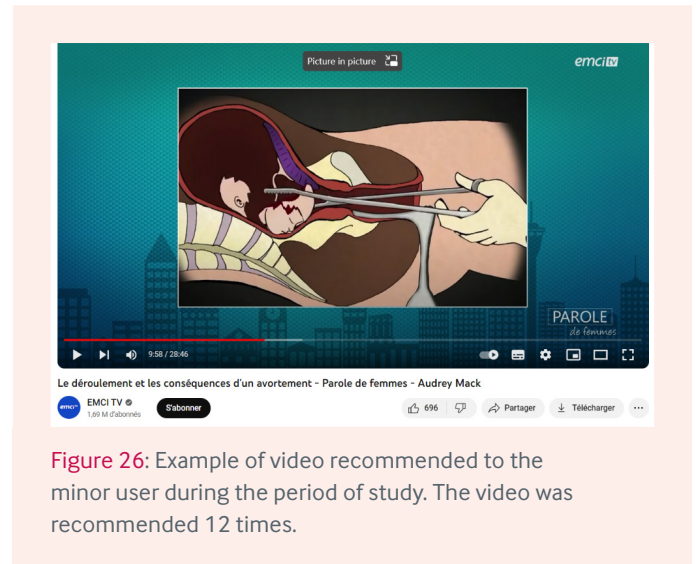 Picture in picture
emci TV
PAROLE
de femmes
9:58 / 28:46
Le déroulement et les conséquences d'un avortement - Parole de femmes - Audrey Mack
emci TV
EMCI TV
1,69 M d'abonnés
S'abonner
696
Partager
Télécharger
Figure 26: Example of video recommended to the
minor user during the period of study. The video was
recommended 12 times.